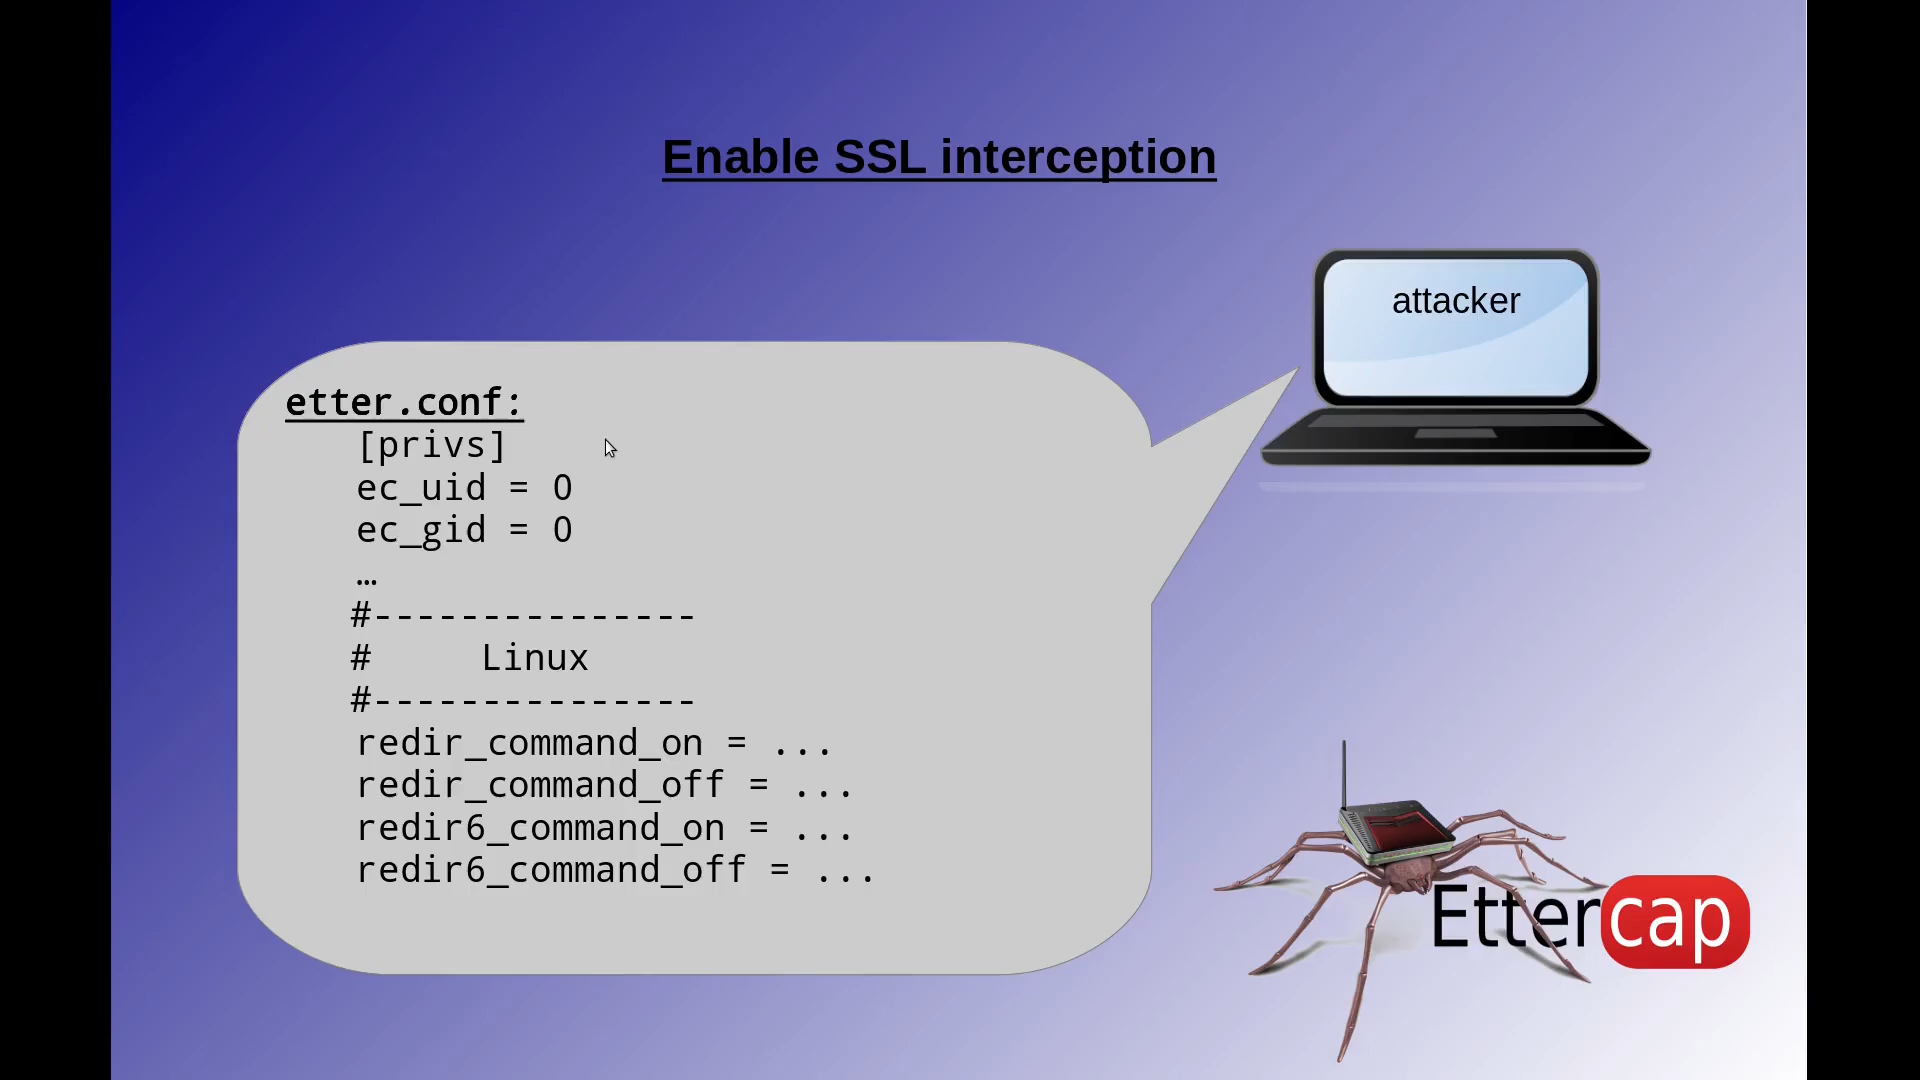 Enable SSL interception
attacker
etter.conf:
[privs]
ec_uid = 0
ec_gid = 0
…
#---------------
#     Linux
#---------------
redir_command_on = ...
redir_command_off = ...
redir6_command_on = ...
redir6_command_off = ...
Ettercap